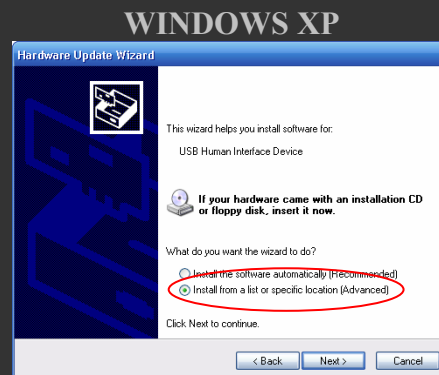 WINDOWS XP
Hardware Update Wizard
This wizard helps you install software for:
USB Human Interface Device
If your hardware came with an installation CD
or floppy disk, insert it now.
What do you want the wizard to do?
Install the software automatically (Recommended)
Install from a list or specific location (Advanced)
Click Next to continue.
< Back Next > Cancel